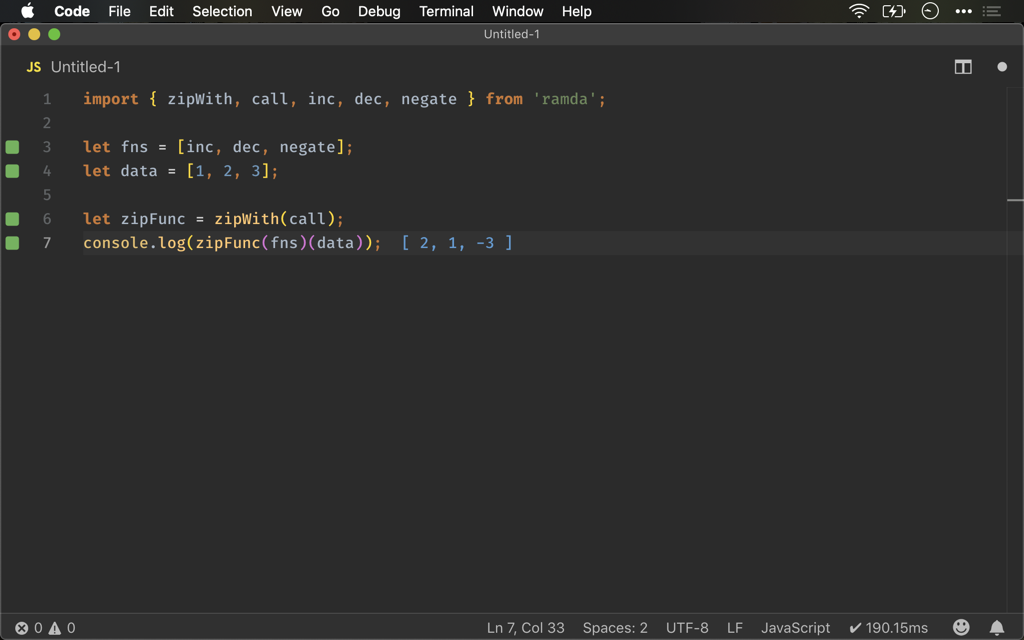 Code File Edit Selection View Go Debug Terminal Window Help
Untitled-1
JS Untitled-1
1 import { zipWith, call, inc, dec, negate } from 'ramda';
2
3 let fns = [inc, dec, negate];
4 let data = [1, 2, 3];
5
6 let zipFunc = zipWith(call);
7 console.log(zipFunc(fns)(data)); [ 2, 1, -3 ]
0 0 Ln 7, Col 33 Spaces: 2 UTF-8 LF JavaScript ✔ 190.15ms